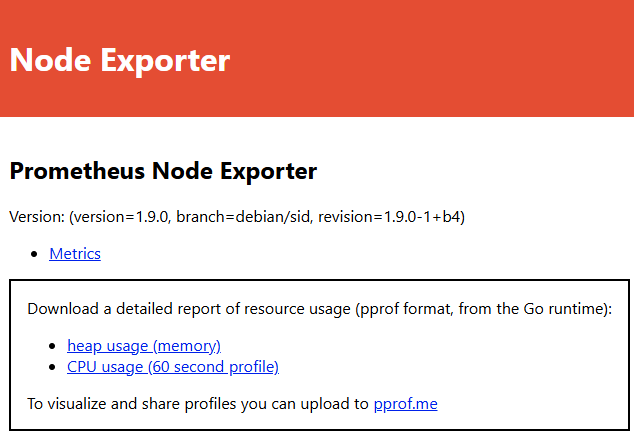 Node Exporter
Prometheus Node Exporter
Version: (version=1.9.0, branch=debian/sid, revision=1.9.0-1+b4)
Metrics
Download a detailed report of resource usage (pprof format, from the Go runtime):
heap usage (memory)
CPU usage (60 second profile)
To visualize and share profiles you can upload to pprof.me